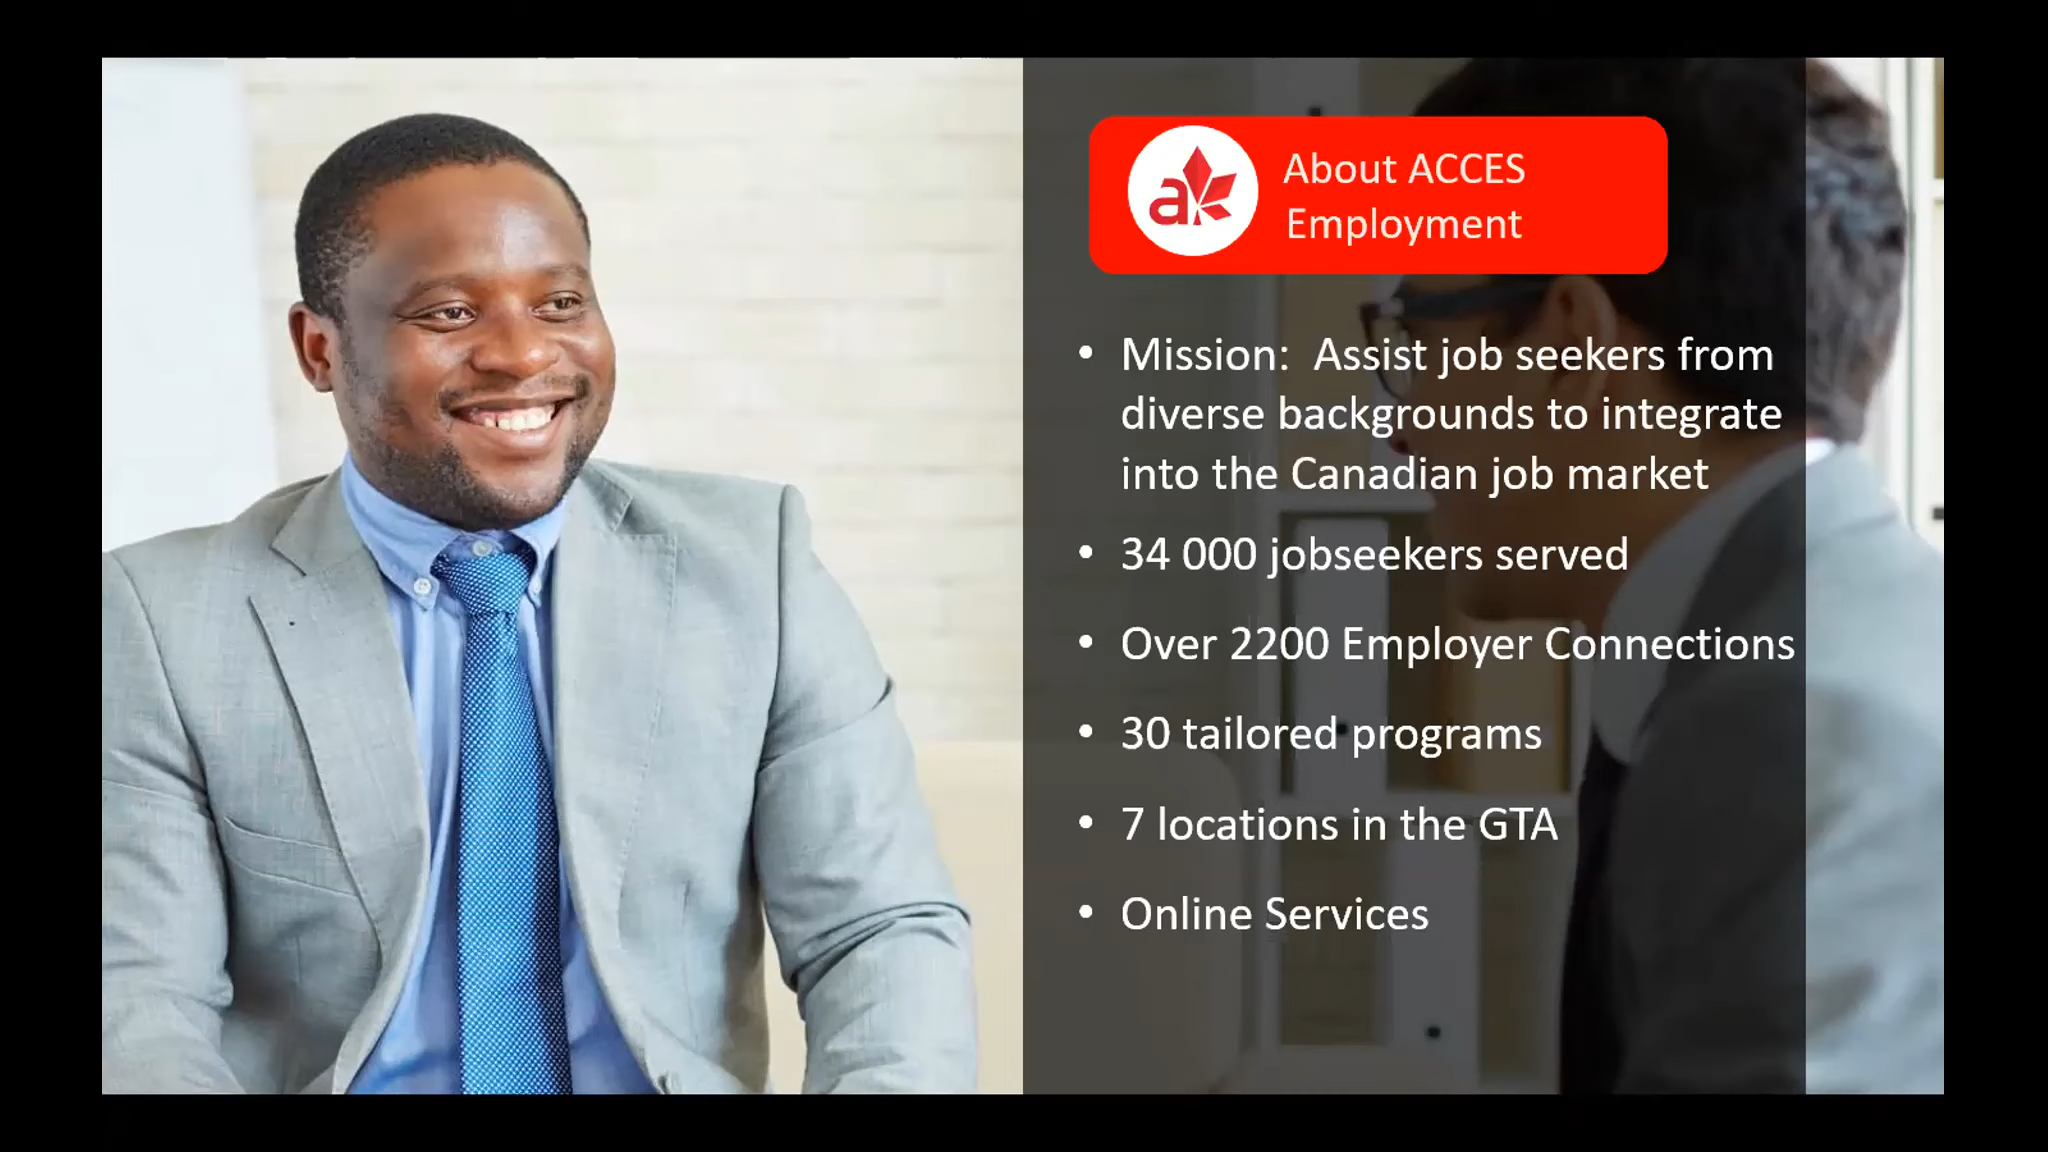 a
About ACCES
Employment
• Mission:  Assist job seekers from
diverse backgrounds to integrate
into the Canadian job market
• 34 000 jobseekers served
• Over 2200 Employer Connections
• 30 tailored programs
• 7 locations in the GTA
• Online Services